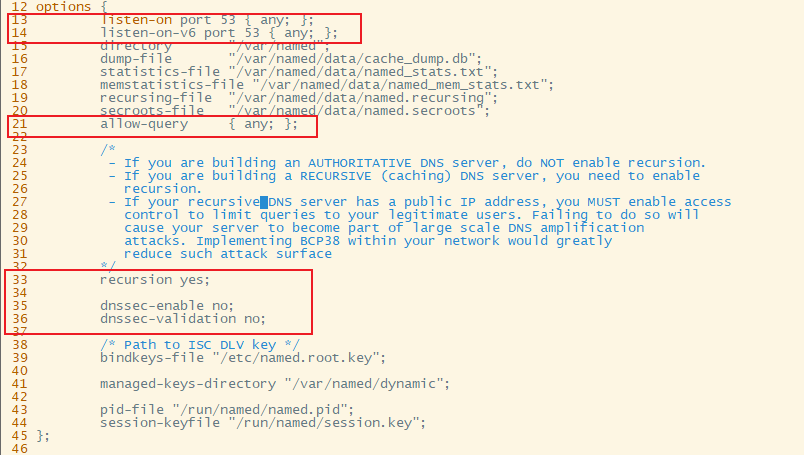 12 options {
13         listen-on port 53 { any; };
14         listen-on-v6 port 53 { any; };
15         directory       "/var/named";
16         dump-file       "/var/named/data/cache_dump.db";
17         statistics-file "/var/named/data/named_stats.txt";
18         memstatistics-file "/var/named/data/named_mem_stats.txt";
19         recursing-file  "/var/named/data/named.recursing";
20         secroots-file   "/var/named/data/named.secroots";
21         allow-query     { any; };
22
23         /*
24          - If you are building an AUTHORITATIVE DNS server, do NOT enable recursion.
25          - If you are building a RECURSIVE (caching) DNS server, you need to enable
26            recursion.
27          - If your recursive DNS server has a public IP address, you MUST enable access
28            control to limit queries to your legitimate users. Failing to do so will
29            cause your server to become part of large scale DNS amplification
30            attacks. Implementing BCP38 within your network would greatly
31            reduce such attack surface
32         */
33         recursion yes;
34
35         dnssec-enable no;
36         dnssec-validation no;
37
38         /* Path to ISC DLV key */
39         bindkeys-file "/etc/named.root.key";
40
41         managed-keys-directory "/var/named/dynamic";
42
43         pid-file "/run/named/named.pid";
44         session-keyfile "/run/named/session.key";
45 };
46